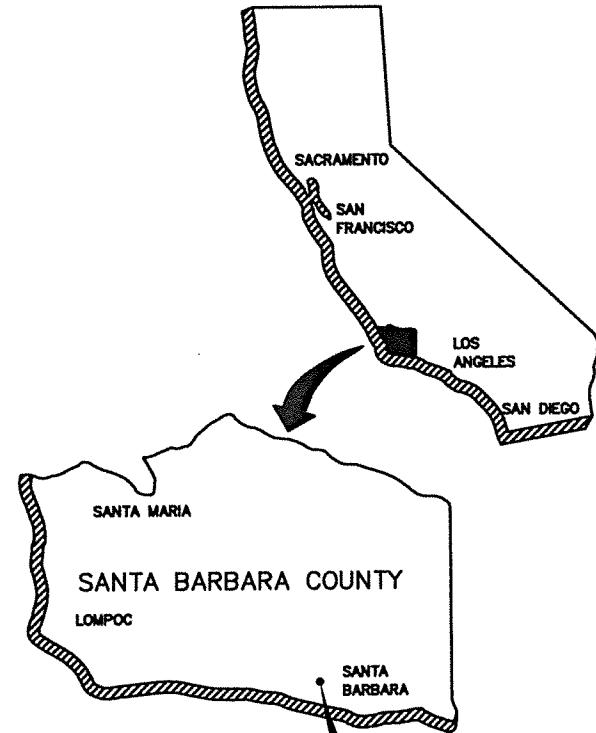 SACRAMENTO
SAN
FRANCISCO
LOS
ANGELES
SAN DIEGO
SANTA MARIA
SANTA BARBARA COUNTY
LOMPOC
SANTA
BARBARA